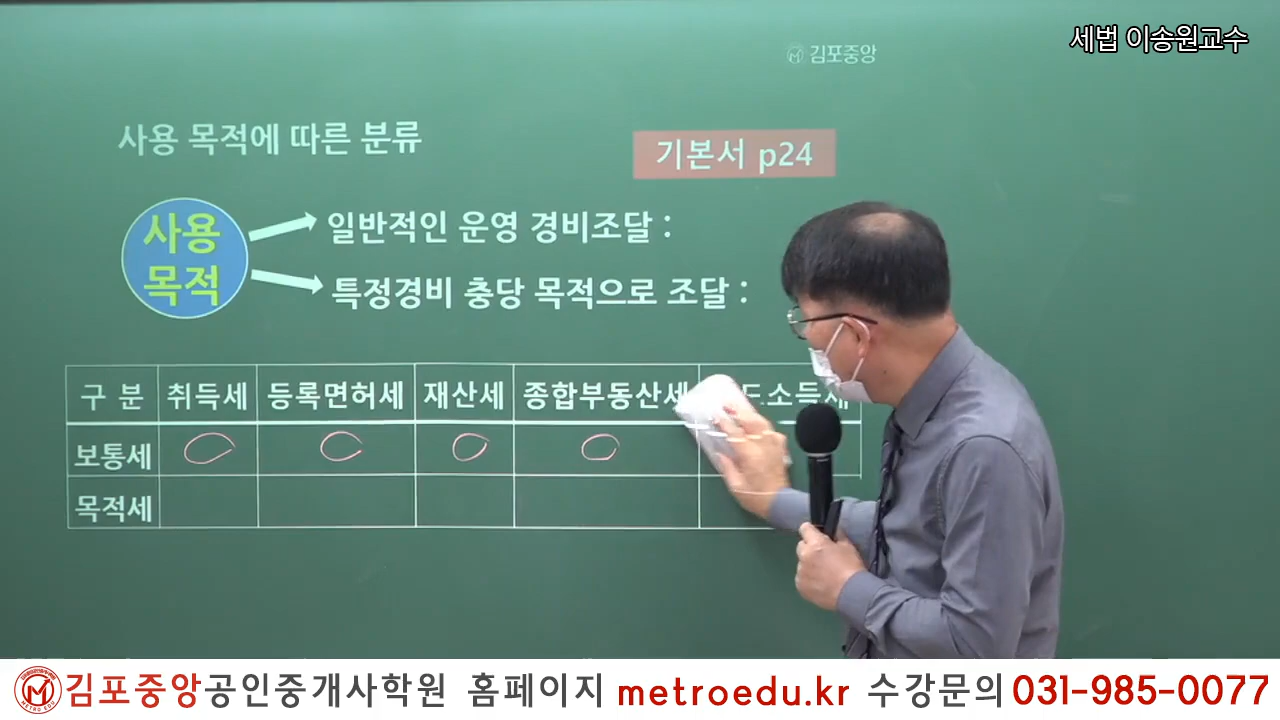 세법 이송원교수
김포중앙
사용 목적에 따른 분류
기본서 p24
사용 목적
일반적인 운영 경비조달 :
특정경비 충당 목적으로 조달 :
구 분 취득세 등록면허세 재산세 종합부동산세 도소득세
보통세
목적세
김포중앙공인중개사학원 홈페이지 metroedu.kr 수강문의 031-985-0077